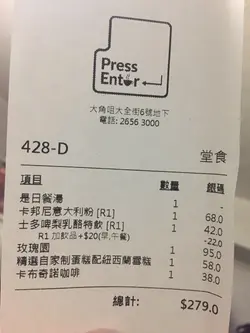 Press
Enter
大角咀大全街6號地下
電話: 2656 3000
428-D 堂食
項目 數量 銀碼
是日餐湯 1 -
卡邦尼意大利粉 [R1] 1 68.0
士多啤梨乳酪特飲 [R1] 1 42.0
R1 加飲品+$20(早,午餐) -22.0
玫瑰園 1 95.0
精選自家制蛋糕配紐西蘭雪糕 1 58.0
卡布奇諾咖啡 1 38.0
總計: $279.0